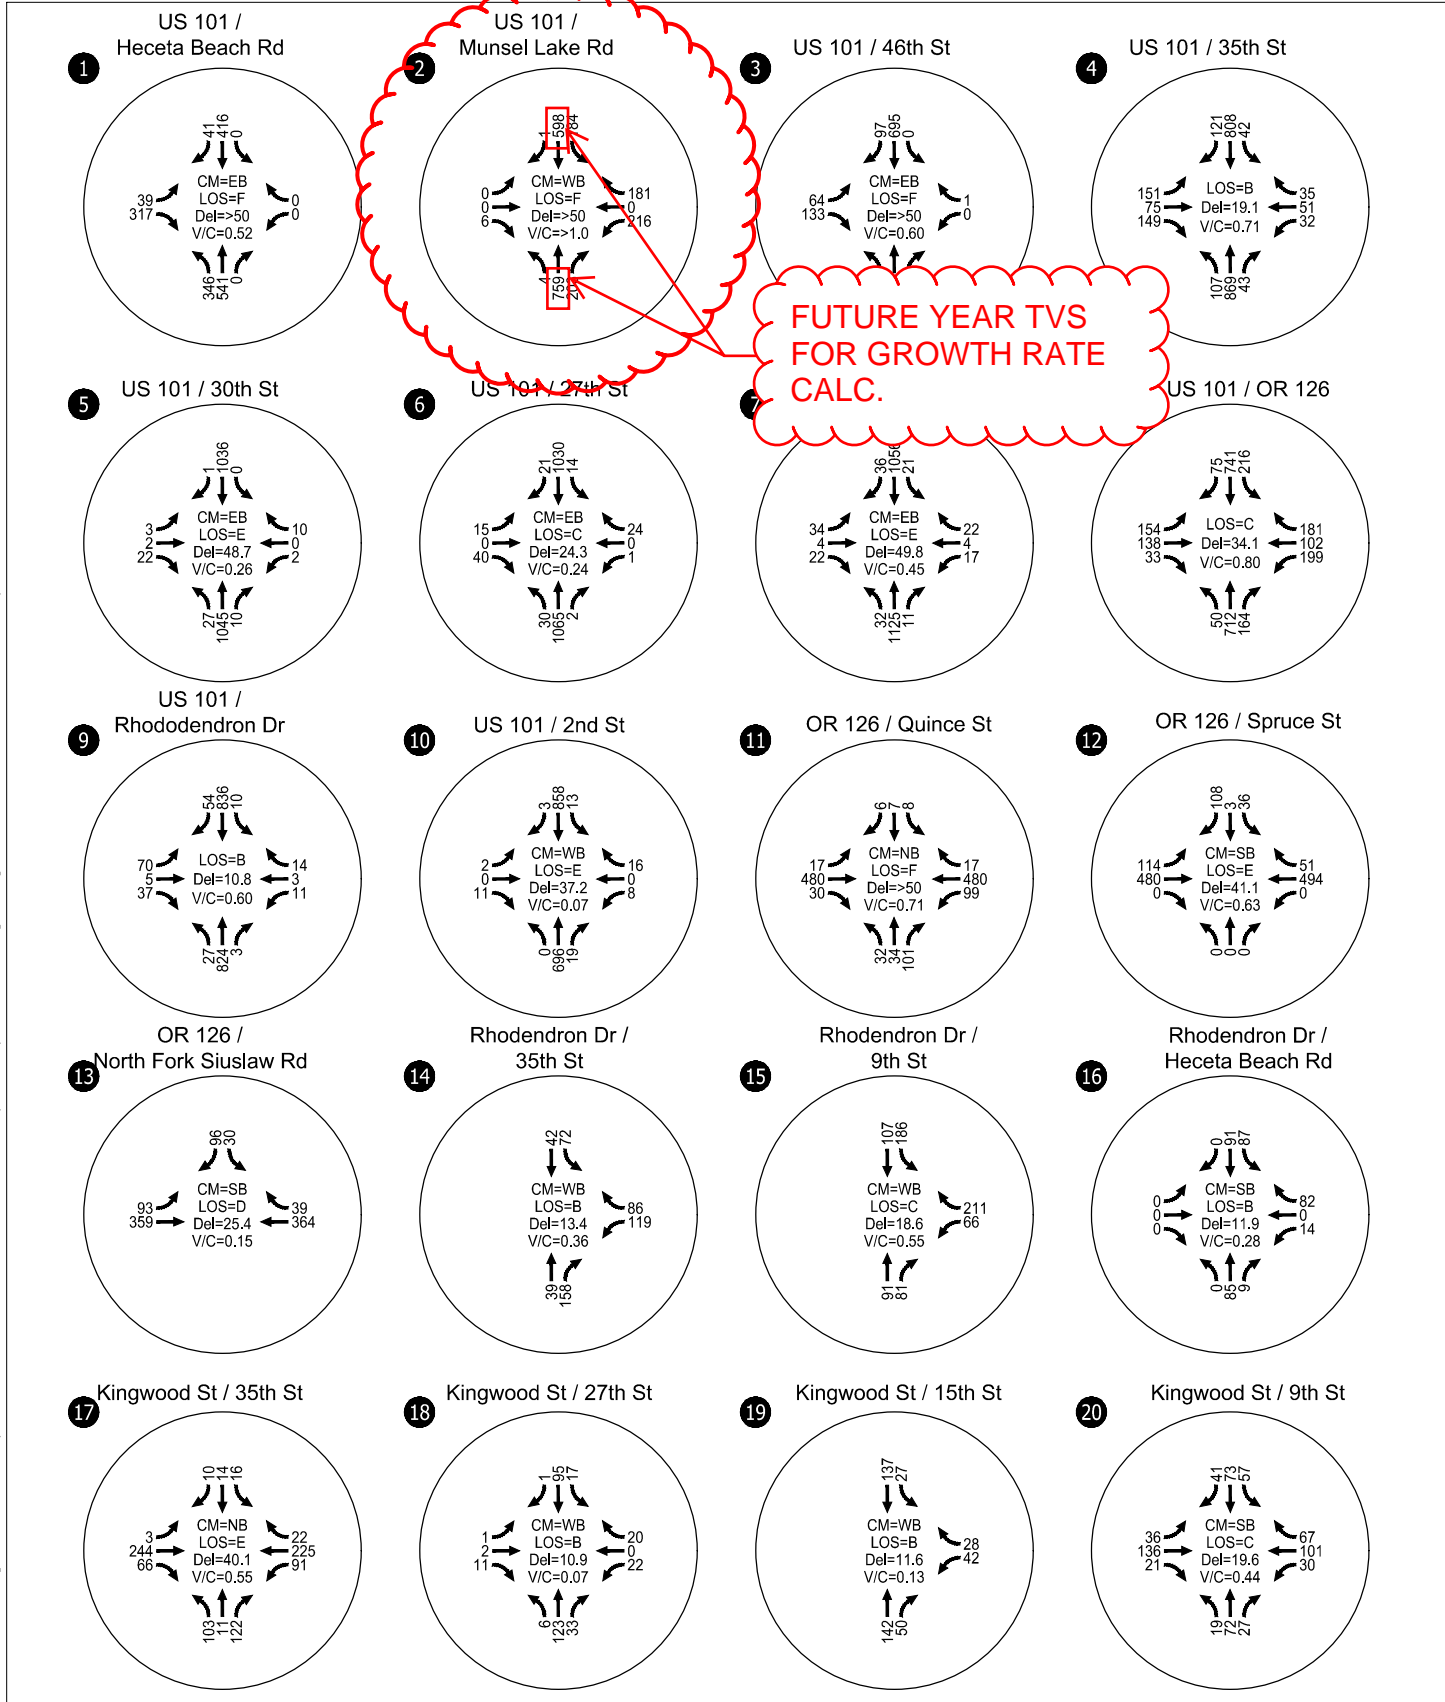 US 101 /
Heceta Beach Rd
1
41 416 0
39
317
CM=EB
LOS=F
Del=>50
V/C=0.52
0
0
346 541 0
US 101 /
Munsel Lake Rd
2
1 598 84
0
0
6
CM=WB
LOS=F
Del=>50
V/C=>1.0
181
0
216
4 759
US 101 / 46th St
3
97 695 0
64
133
CM=EB
LOS=F
Del=>50
V/C=0.60
1
0
US 101 / 35th St
4
121 808 42
151
75
149
LOS=B
Del=19.1
V/C=0.71
35
51
32
107 869 43
FUTURE YEAR TVS
FOR GROWTH RATE
CALC.
US 101 / 30th St
5
1 1036 0
3
2
22
CM=EB
LOS=E
Del=48.7
V/C=0.26
10
0
2
27 1045 10
US 101 / 27th St
6
21 1030 14
15
0
40
CM=EB
LOS=C
Del=24.3
V/C=0.24
24
0
1
30 1065 2
7
36 1056 21
34
4
22
CM=EB
LOS=E
Del=49.8
V/C=0.45
22
4
17
32 1125 11
US 101 / OR 126
75 741 216
154
138
33
LOS=C
Del=34.1
V/C=0.80
181
102
199
50 712 164
US 101 /
Rhododendron Dr
9
54 836 10
70
5
37
LOS=B
Del=10.8
V/C=0.60
14
3
11
27 824 3
US 101 / 2nd St
10
3 858 13
2
0
11
CM=WB
LOS=E
Del=37.2
V/C=0.07
16
0
8
0 696 19
OR 126 / Quince St
11
6 7 8
17
480
30
CM=NB
LOS=F
Del=>50
V/C=0.71
17
480
99
32 34 101
OR 126 / Spruce St
12
108 3 36
114
480
0
CM=SB
LOS=E
Del=41.1
V/C=0.63
51
494
0
0 0 0
OR 126 /
North Fork Siuslaw Rd
13
96 30
93
359
CM=SB
LOS=D
Del=25.4
V/C=0.15
39
364
Rhodendron Dr /
35th St
14
42 72
CM=WB
LOS=B
Del=13.4
V/C=0.36
86
119
39 158
Rhodendron Dr /
9th St
15
107 186
CM=WB
LOS=C
Del=18.6
V/C=0.55
211
66
91 81
Rhodendron Dr /
Heceta Beach Rd
16
0 91 87
0
0
0
CM=SB
LOS=B
Del=11.9
V/C=0.28
82
0
14
0 85 9
Kingwood St / 35th St
17
10 14 16
3
244
66
CM=NB
LOS=E
Del=40.1
V/C=0.55
22
225
91
103 11 122
Kingwood St / 27th St
18
1 95 17
1
2
11
CM=WB
LOS=B
Del=10.9
V/C=0.07
20
0
22
6 123 33
Kingwood St / 15th St
19
137 27
CM=WB
LOS=B
Del=11.6
V/C=0.13
28
42
142 50
Kingwood St / 9th St
20
41 73 57
36
136
21
CM=SB
LOS=C
Del=19.6
V/C=0.44
67
101
30
19 72 27